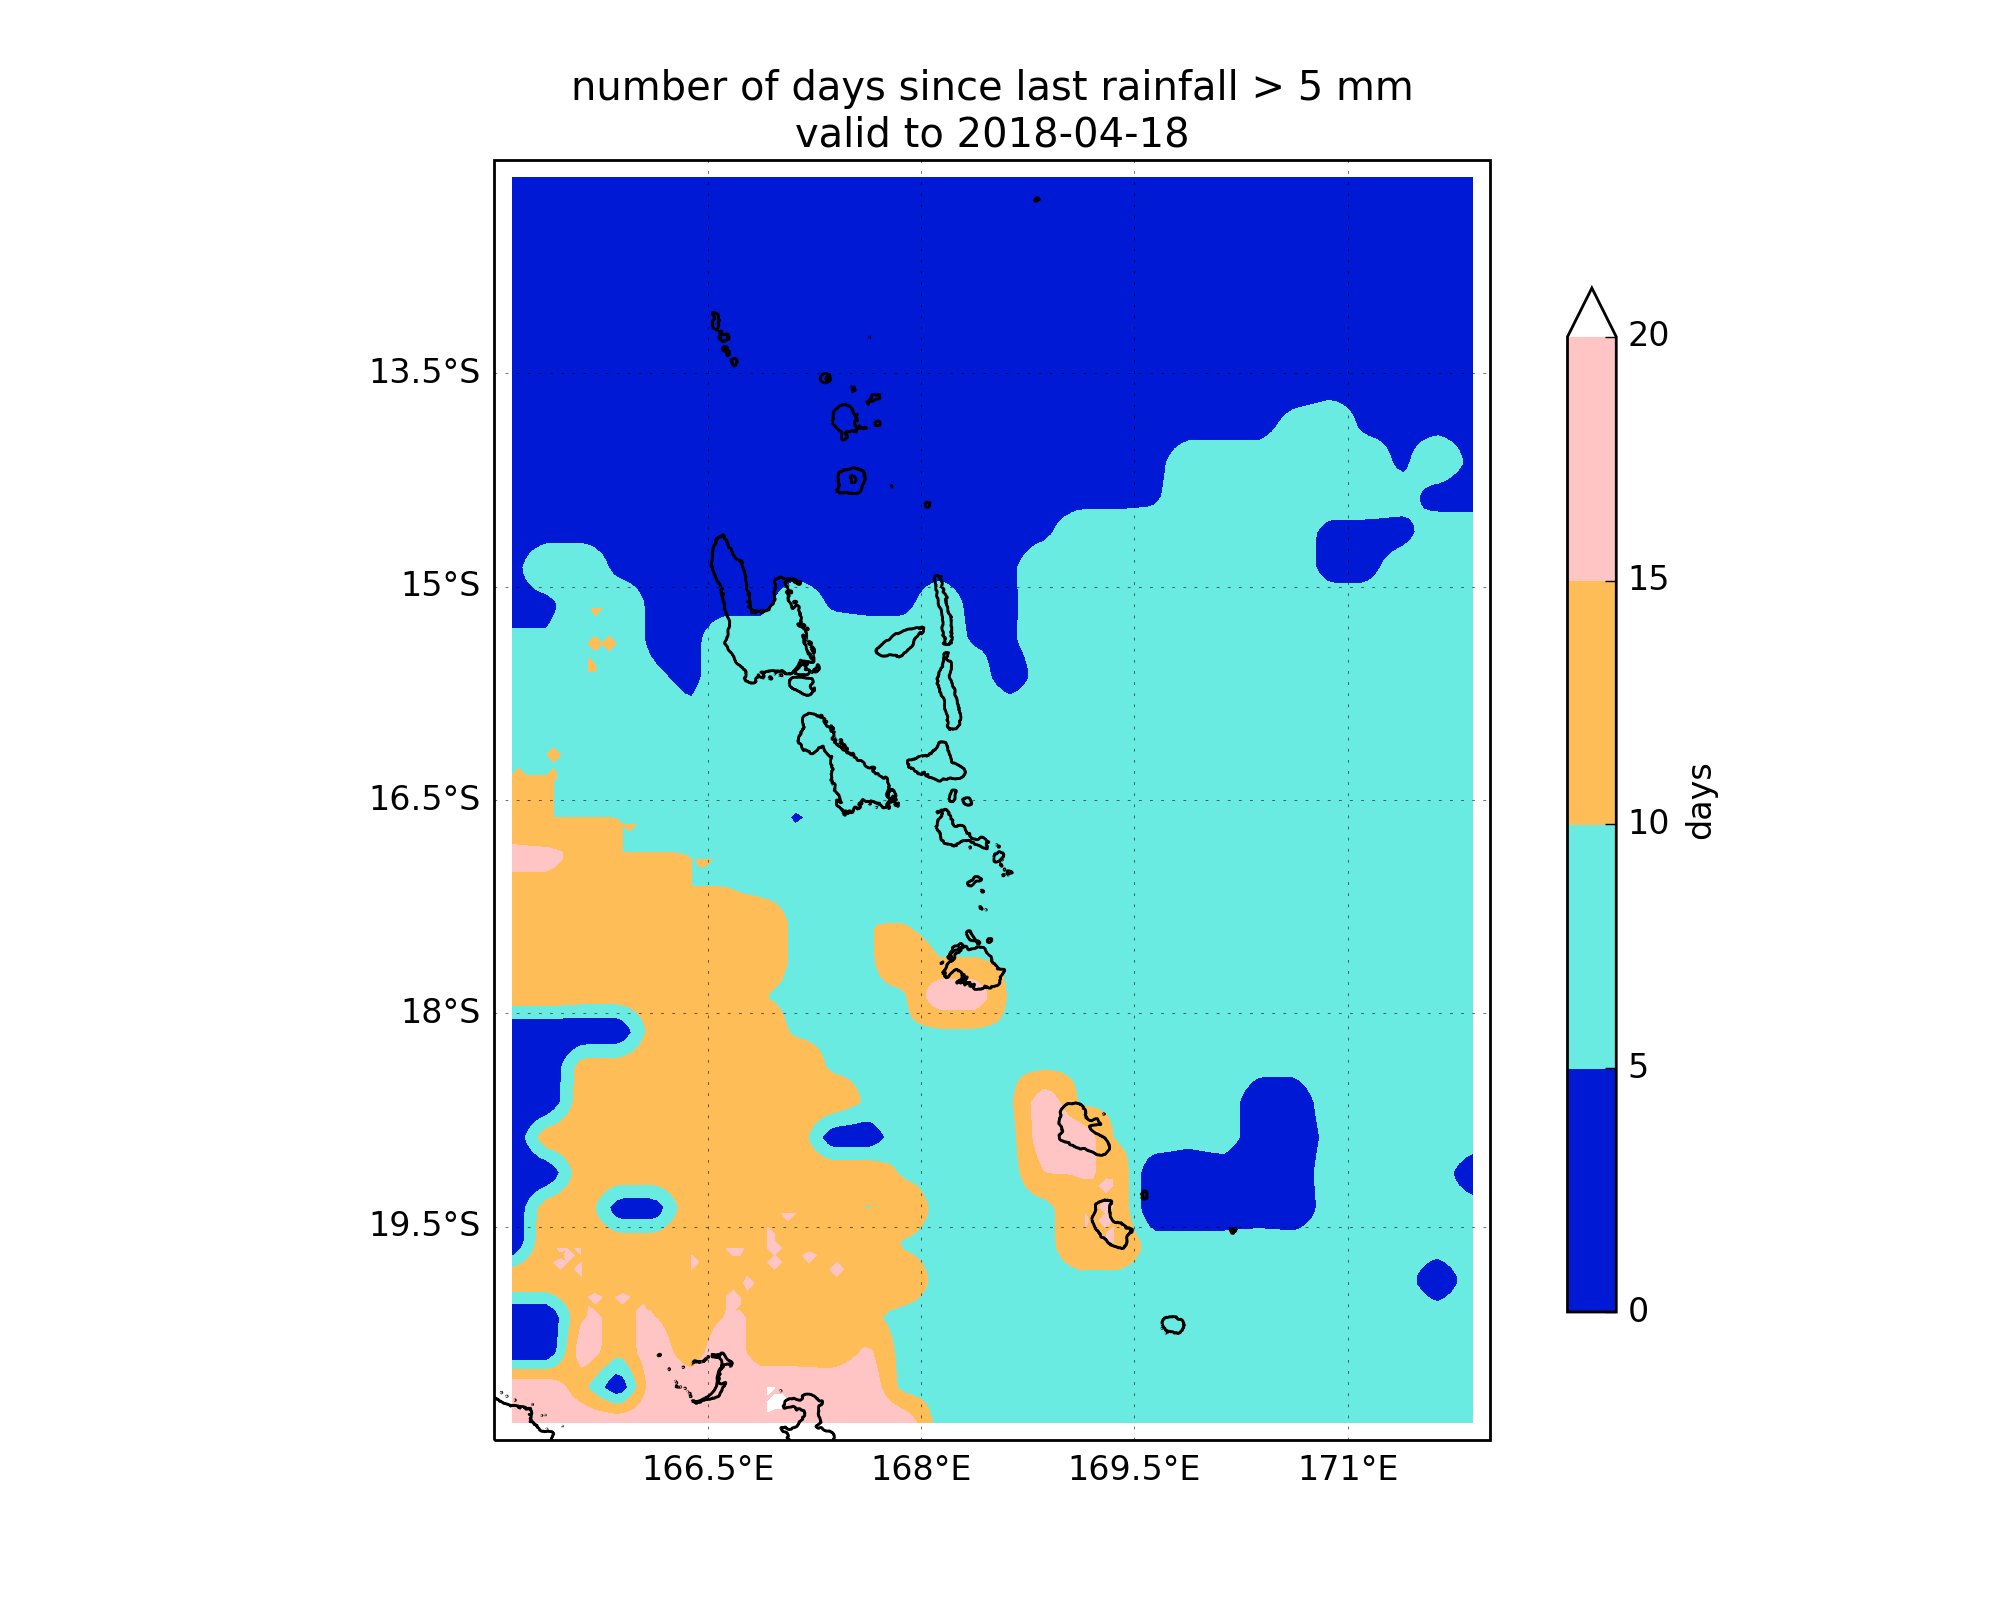 number of days since last rainfall > 5 mm
valid to 2018-04-18
13.5°S
15°S
16.5°S
18°S
19.5°S
166.5°E
168°E
169.5°E
171°E
20
15
10
5
0
days